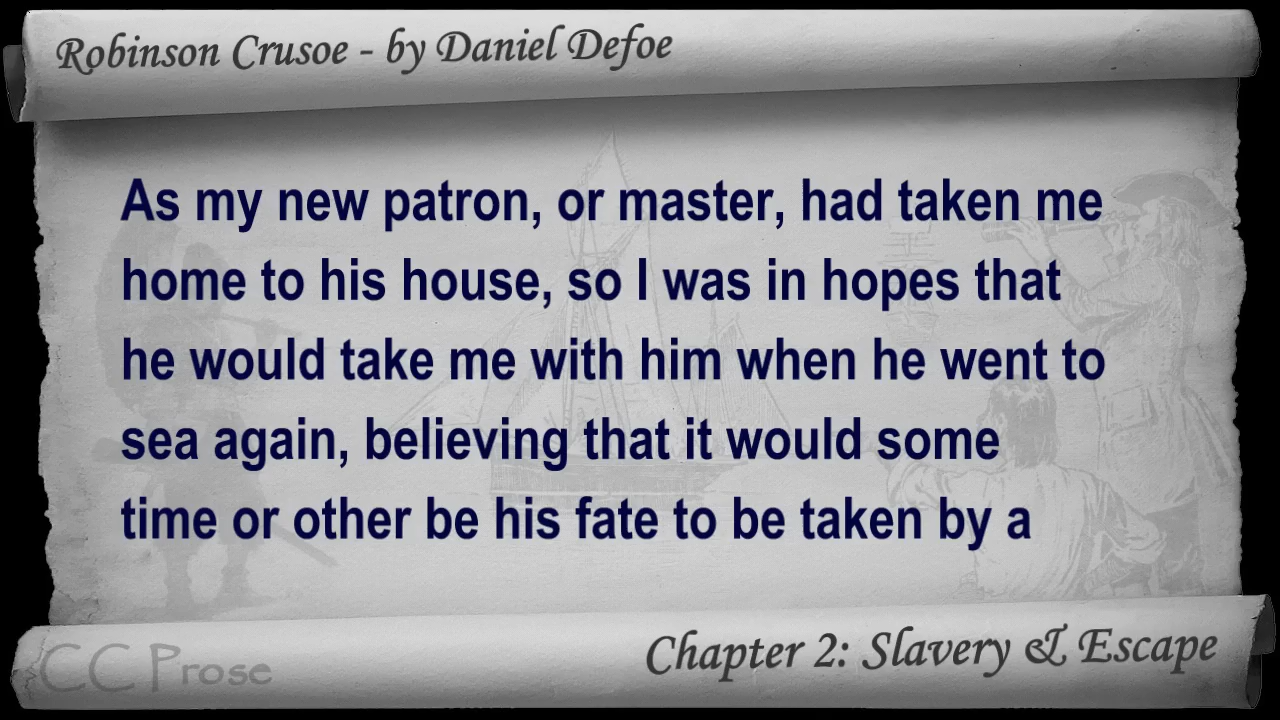 Robinson Crusoe - by Daniel Defoe
As my new patron, or master, had taken me
home to his house, so I was in hopes that
he would take me with him when he went to
sea again, believing that it would some
time or other be his fate to be taken by a
CC Prose
Chapter 2: Slavery & Escape